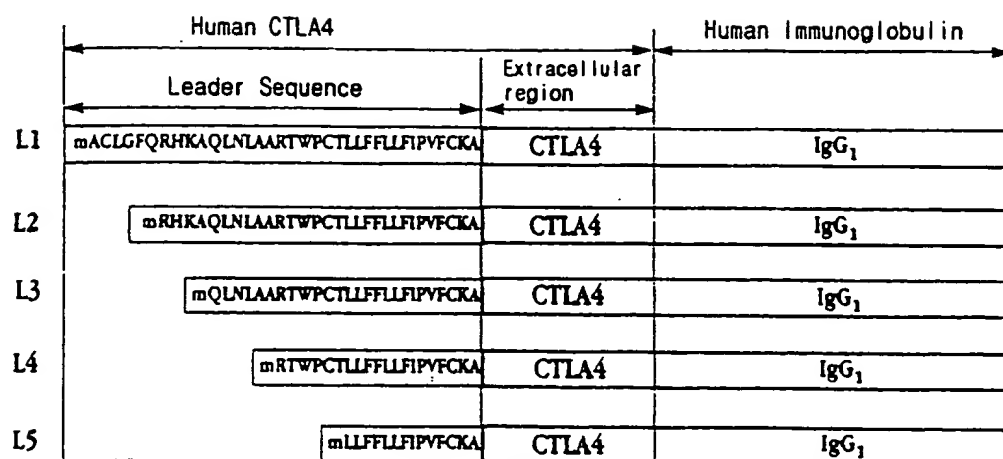 Human CTLA4 Human Immunoglobulin
Leader Sequence Extracellular region
L1 mACLGFQRHKAQLNLAARTWPCTLLFFLLFIPVFCKA CTLA4 IgG₁
L2 mRHKAQLNLAARTWPCTLLFFLLFIPVFCKA CTLA4 IgG₁
L3 mQLNLAARTWPCTLLFFLLFIPVFCKA CTLA4 IgG₁
L4 mRTWPCTLLFFLLFIPVFCKA CTLA4 IgG₁
L5 mLLFFLLFIPVFCKA CTLA4 IgG₁